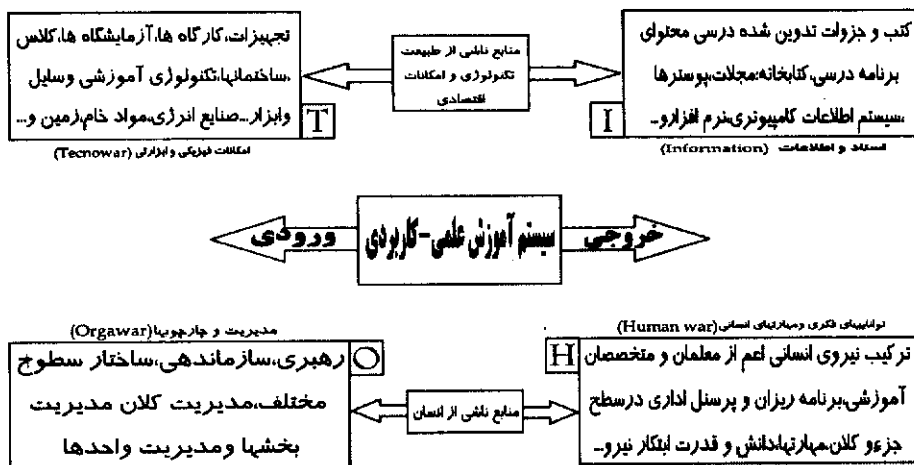 کتب و جزوات تدوین شده درسی محتوای
برنامه درسی،کتابخانه:مجلات،پوسترها
،سیستم اطلاعات کامپیوتری،نرم افزارو...
I
اسناد و اطلاعات (Information)
منابع ناشی از طبیعت
تکنولوژی و امکانات
اقتصادی
تجهیزات،کارگاه ها،آزمایشگاه ها،کلاس
،ساختمانها،تکنولوژی آموزشی وسایل
وابزار...صنایع انرژی،مواد خام،زمین و...
T
امکانات فیزیکی و ابزارئی (Tecnowar)
خروجی
سیستم آموزش علمی-کاربودی
ورودی
توانایيهای فکری ومهارتهای انسانی(Human war)
H
ترکیب نیروی انسانی اعم از معلمان و متخصصان
آموزشی،برنامه ریزان و پرسنل اداری درسطح
جزءو کلان،مهارتها،دانش و قدرت ابتکار نیرو...
منابع ناشی از انسان
مدیریت و چارچوبها(Orgawar)
O
رهبری،سازماندهی،ساختار سطوح
مختلف،مدیریت کلان مدیریت
بخشها ومدیریت واحدها